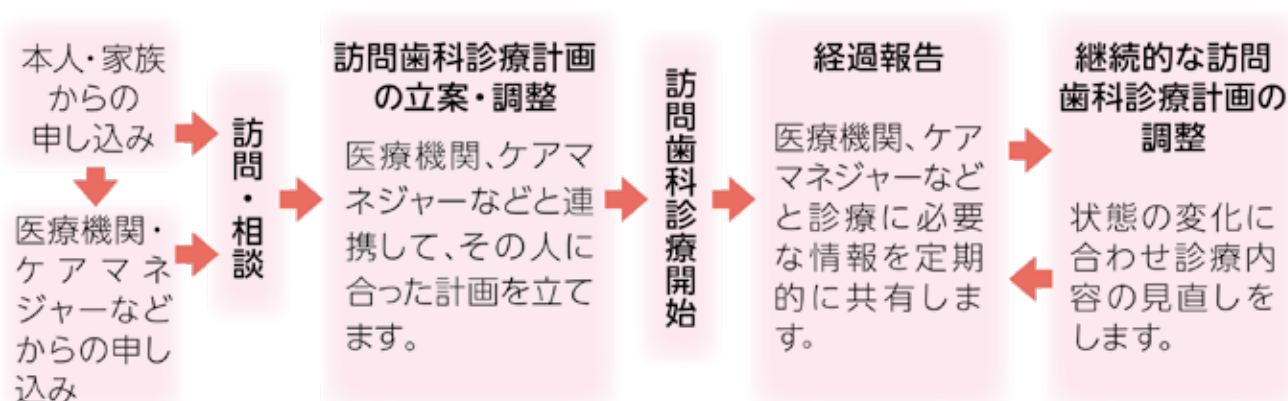 本人・家族
からの
申し込み
医療機関・
ケアマネ
ジャーなど
からの申し
込み
訪問・相談
訪問歯科診療計画
の立案・調整
医療機関、ケアマ
ネジャーなどと連
携して、その人に
合った計画を立て
ます。
訪問歯科診療開始
経過報告
医療機関、ケア
マネジャーなど
と診療に必要
な情報を定期
的に共有しま
す。
継続的な訪問
歯科診療計画の
調整
状態の変化に
合わせ診療内
容の見直しを
します。